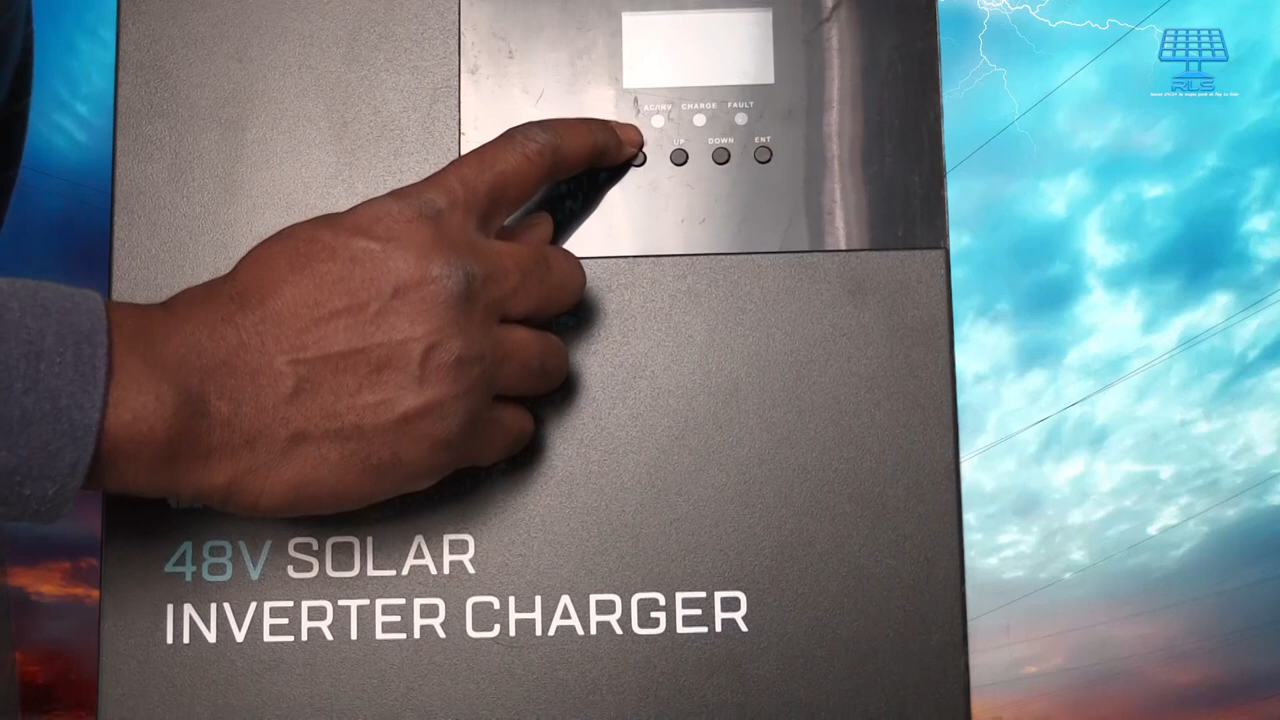 RLS
AC/INV CHARGE FAULT
UP DOWN ENT
48V SOLAR
INVERTER CHARGER